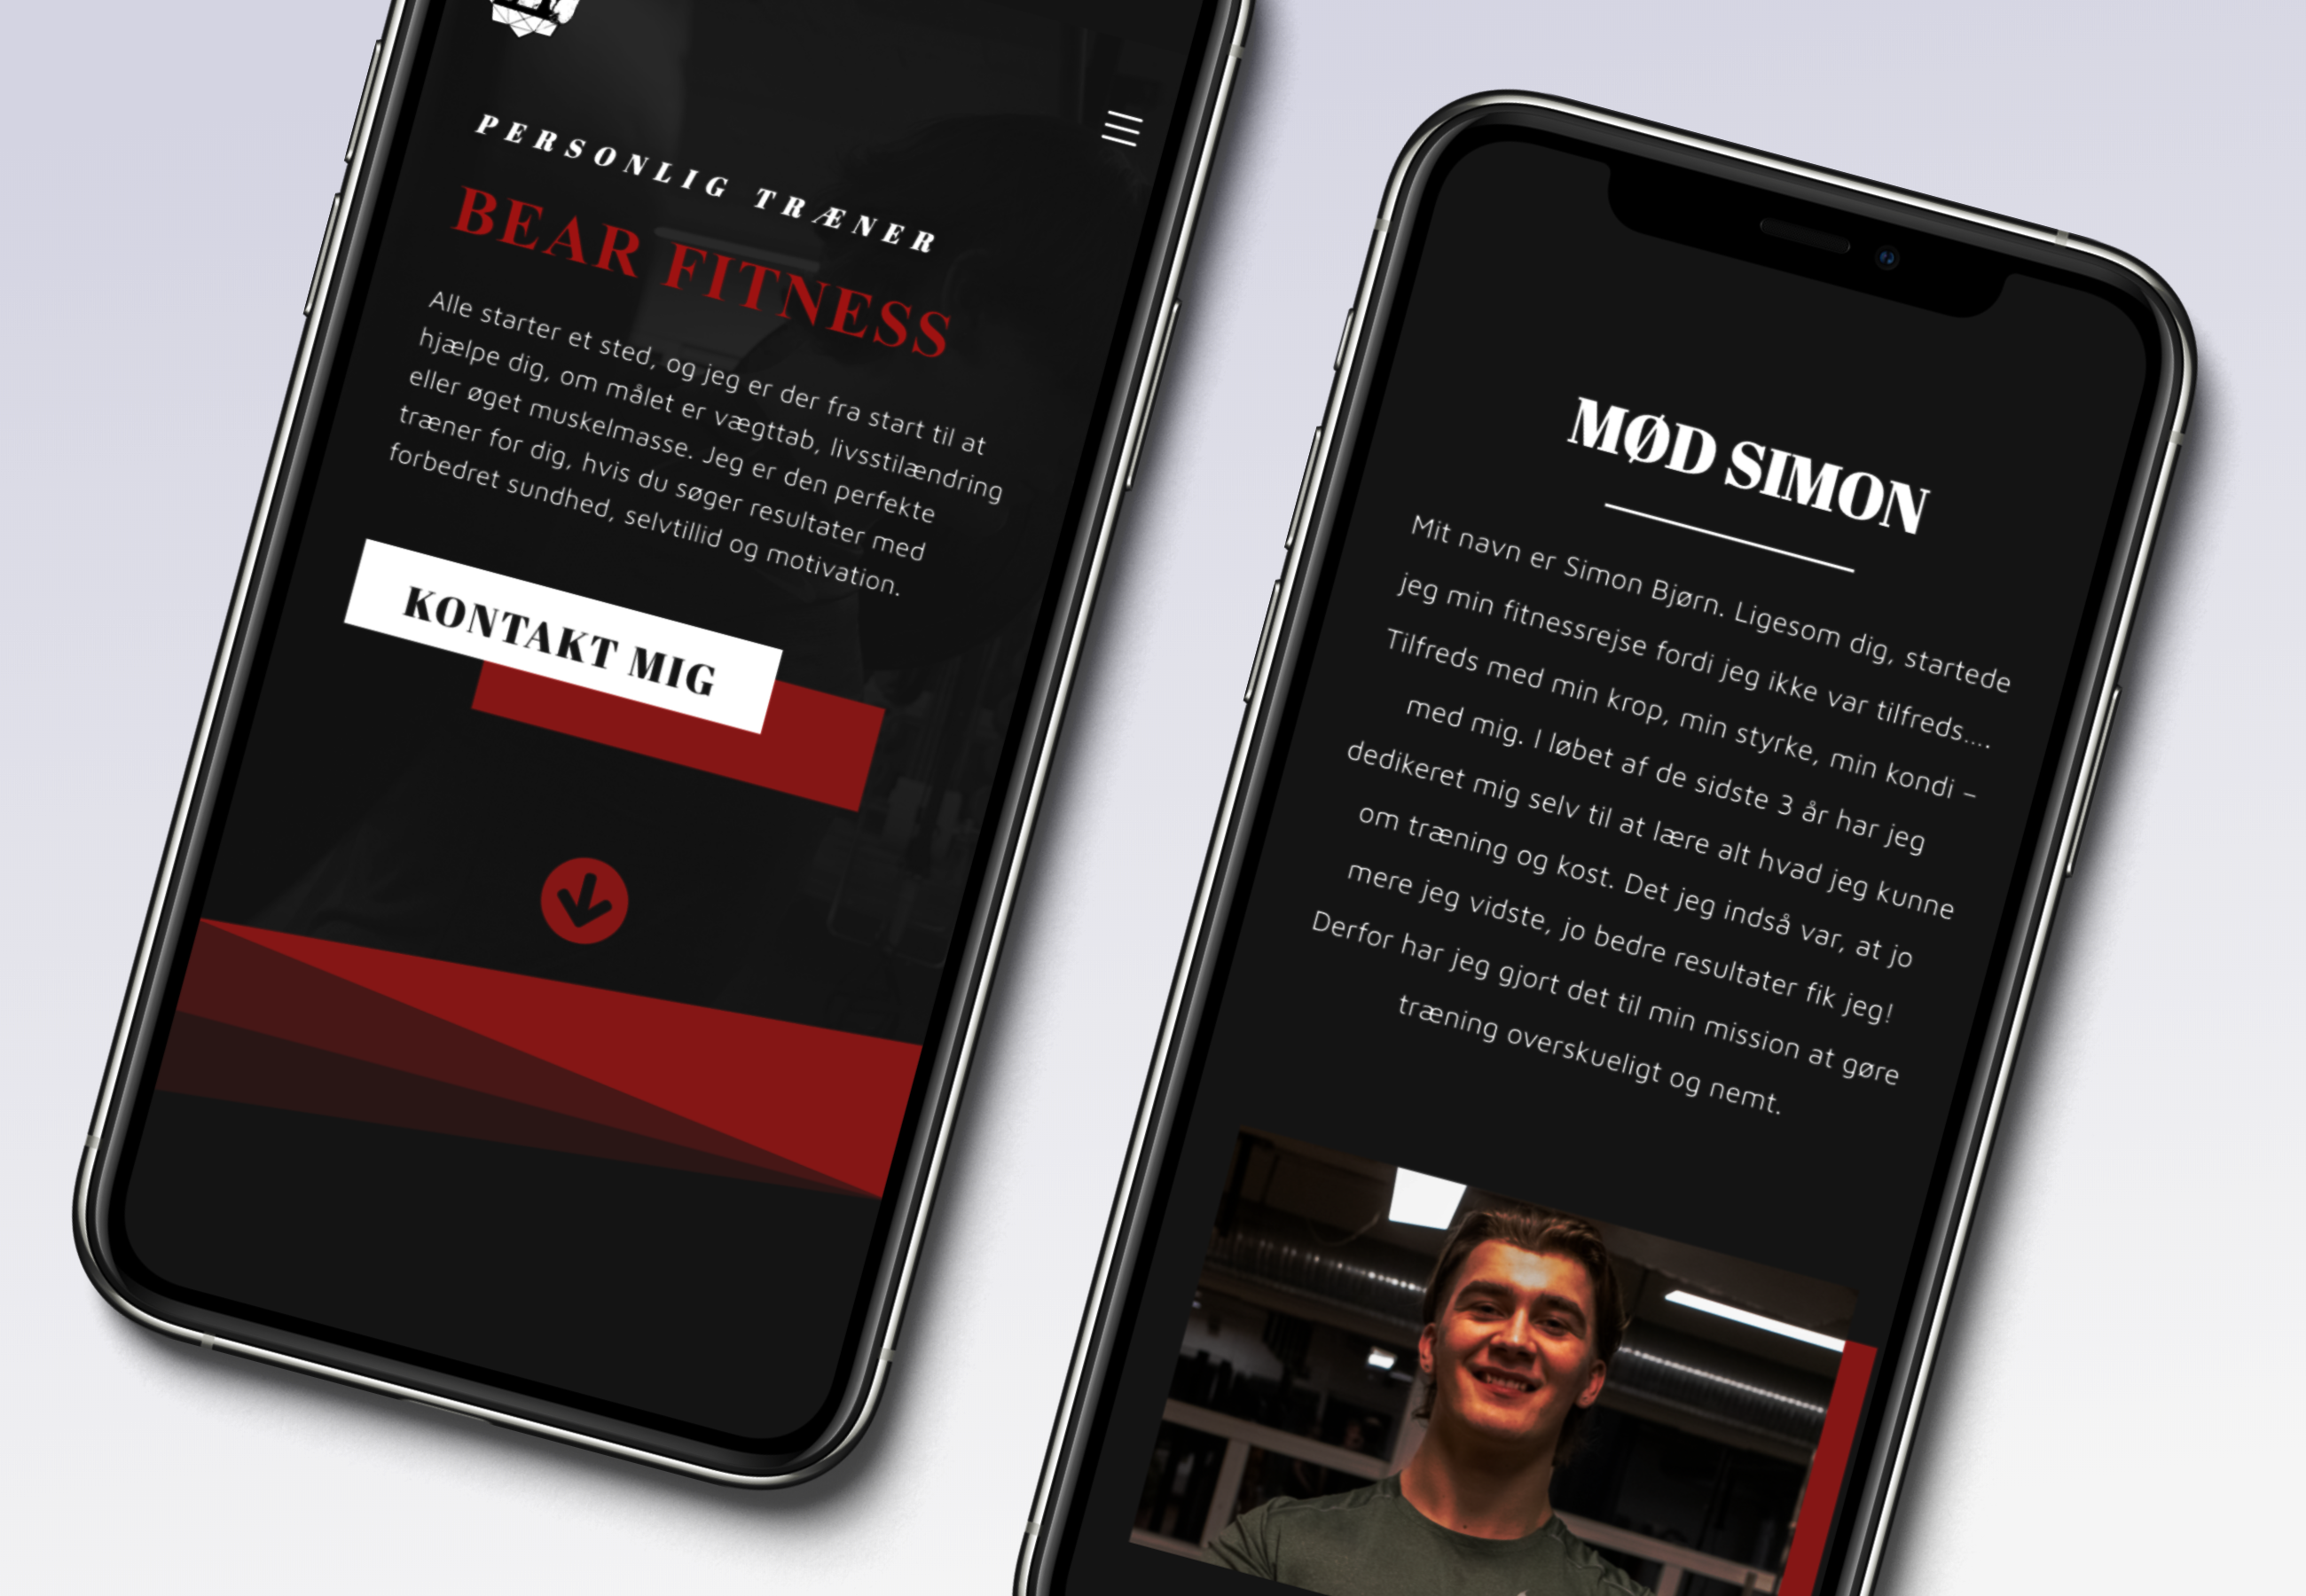 PERSONLIG TRÆNER
BEAR FITNESS
Alle starter et sted, og jeg er der fra start til at
hjælpe dig, om målet er vægttab, livsstilændring
eller øget muskelmasse. Jeg er den perfekte
træner for dig, hvis du søger resultater med
forbedret sundhed, selvtillid og motivation.
KONTAKT MIG
MØD SIMON
Mit navn er Simon Bjørn. Ligesom dig, startede
jeg min fitnessrejse fordi jeg ikke var tilfreds....
Tilfreds med min krop, min styrke, min kondi –
med mig. I løbet af de sidste 3 år har jeg
dedikeret mig selv til at lære alt hvad jeg kunne
om træning og kost. Det jeg indså var, at jo
mere jeg vidste, jo bedre resultater fik jeg!
Derfor har jeg gjort det til min mission at gøre
træning overskueligt og nemt.